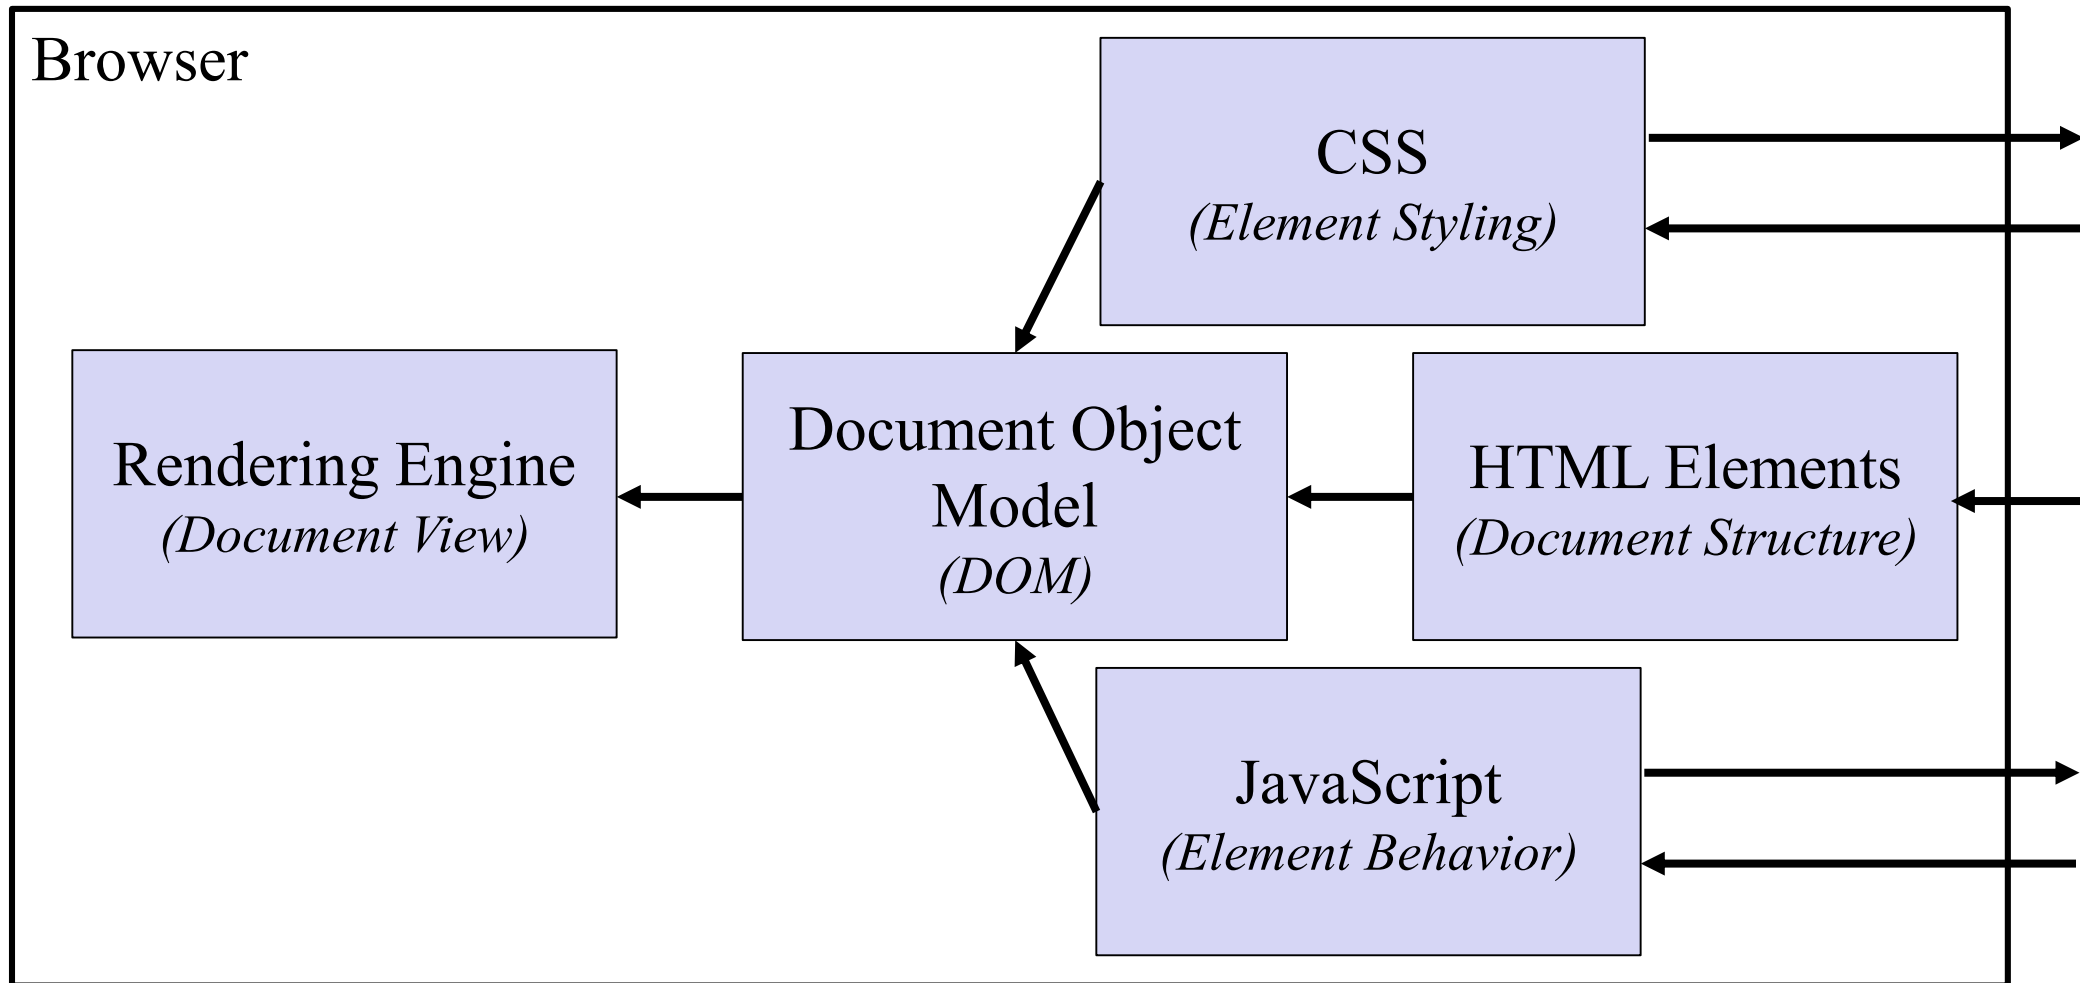 Browser
CSS
(Element Styling)
Rendering Engine
(Document View)
Document Object
Model
(DOM)
HTML Elements
(Document Structure)
JavaScript
(Element Behavior)